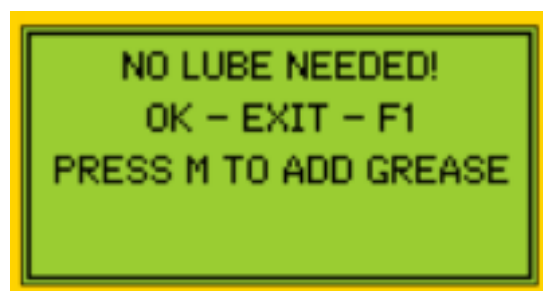 NO LUBE NEEDED!
OK - EXIT - F1
PRESS M TO ADD GREASE